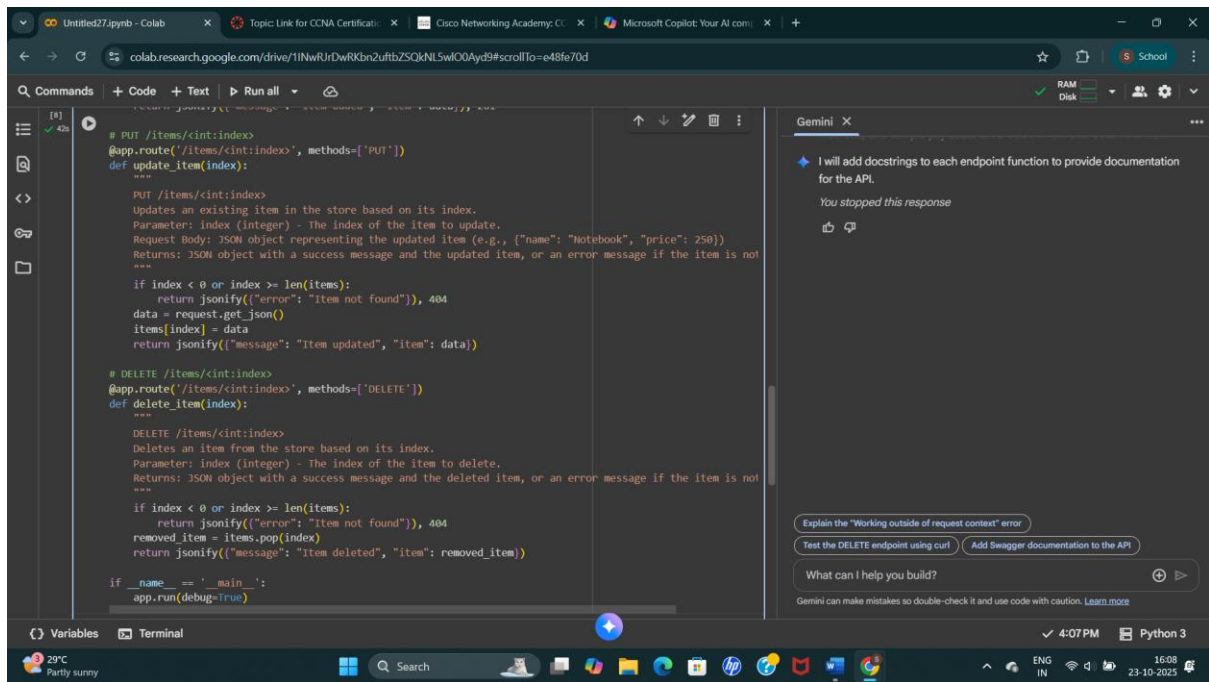 Untitled27.ipynb - Colab
Topic: Link for CCNA Certificatio
Cisco Networking Academy: CC
Microsoft Copilot: Your AI comp
colab.research.google.com/drive/1INwRJrDwRKbn2uftbZSQkNL5wlO0Ayd9#scrollTo=e48fe70d
S School
Commands + Code + Text Run all
RAM
Disk
[8]
42s
# PUT /items/<int:index>
@app.route('/items/<int:index>', methods=['PUT'])
def update_item(index):
"""
PUT /items/<int:index>
Updates an existing item in the store based on its index.
Parameter: index (integer) - The index of the item to update.
Request Body: JSON object representing the updated item (e.g., {"name": "Notebook", "price": 250})
Returns: JSON object with a success message and the updated item, or an error message if the item is not
"""
if index < 0 or index >= len(items):
return jsonify({"error": "Item not found"}), 404
data = request.get_json()
items[index] = data
return jsonify({"message": "Item updated", "item": data})
# DELETE /items/<int:index>
@app.route('/items/<int:index>', methods=['DELETE'])
def delete_item(index):
"""
DELETE /items/<int:index>
Deletes an item from the store based on its index.
Parameter: index (integer) - The index of the item to delete.
Returns: JSON object with a success message and the deleted item, or an error message if the item is not
"""
if index < 0 or index >= len(items):
return jsonify({"error": "Item not found"}), 404
removed_item = items.pop(index)
return jsonify({"message": "Item deleted", "item": removed_item})
if __name__ == '__main__':
app.run(debug=True)
Gemini
I will add docstrings to each endpoint function to provide documentation
for the API.
You stopped this response
Explain the "Working outside of request context" error
Test the DELETE endpoint using curl
Add Swagger documentation to the API
What can I help you build?
Gemini can make mistakes so double-check it and use code with caution. Learn more
Variables Terminal
4:07 PM Python 3
3
29°C
Partly sunny
Search
ENG
IN
16:08
23-10-2025